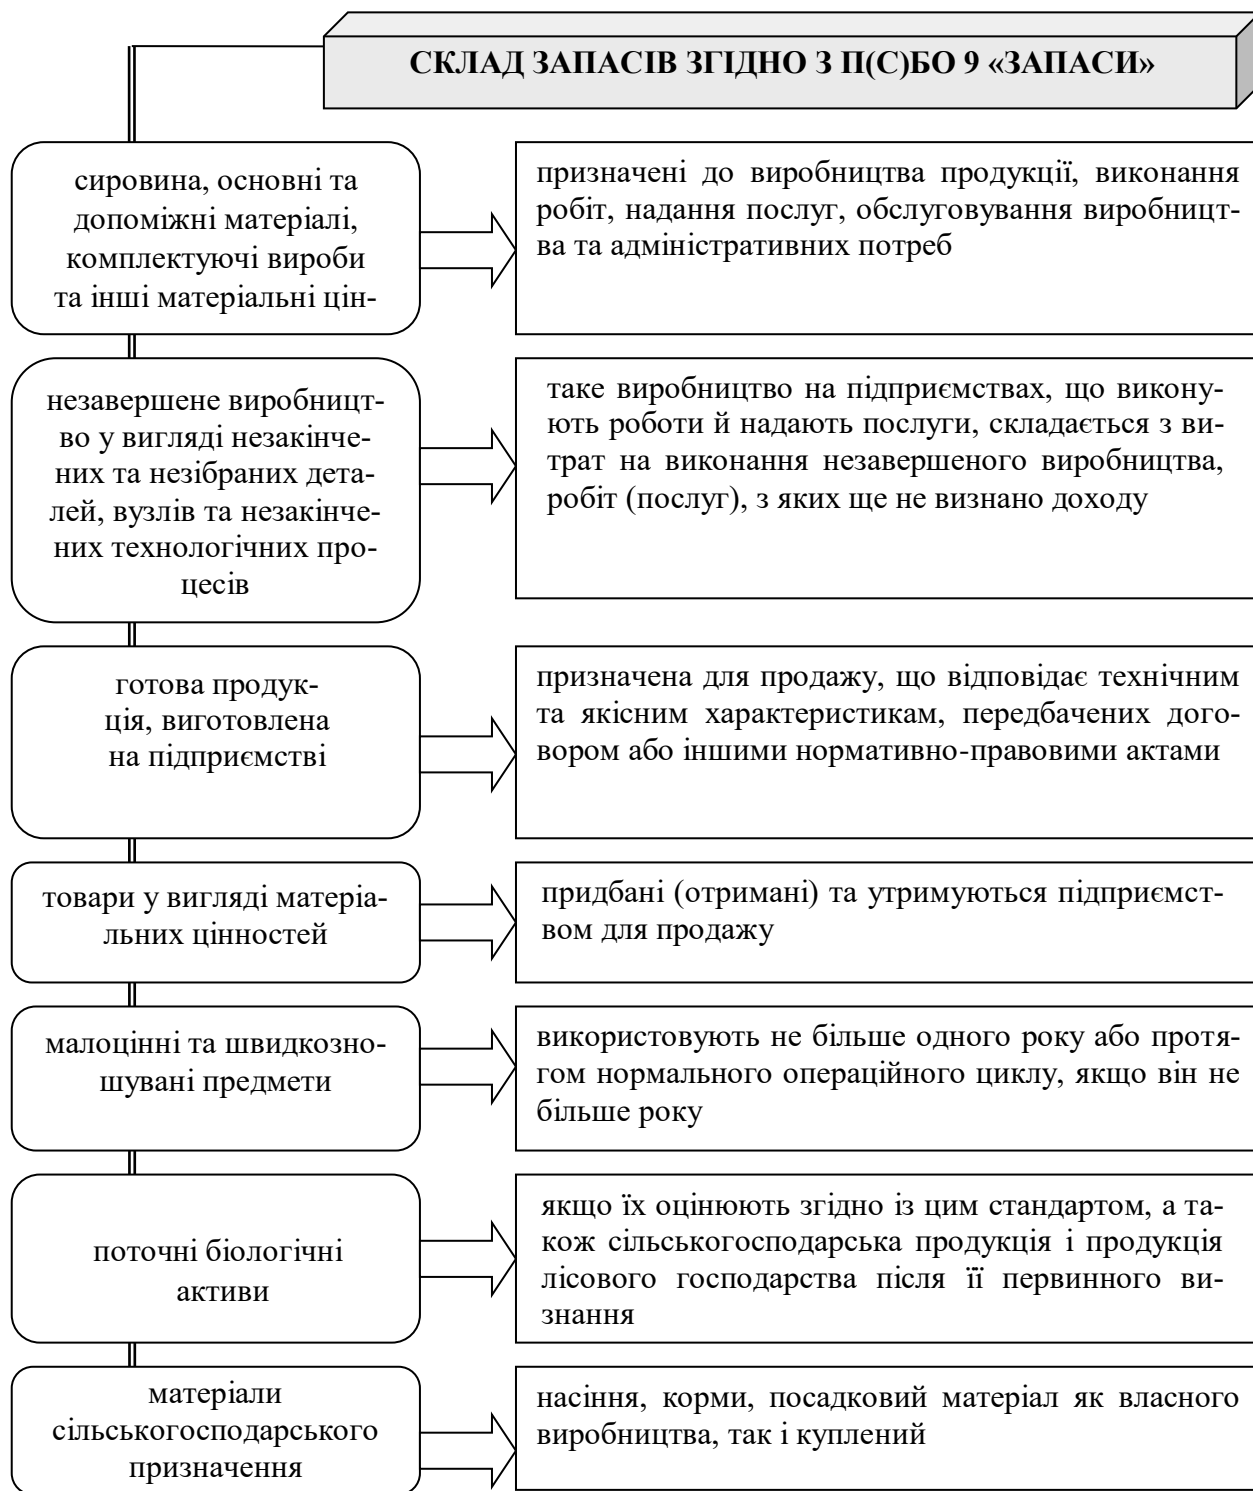 СКЛАД ЗАПАСІВ ЗГІДНО З П(С)БО 9 «ЗАПАСИ»
сировина, основні та
допоміжні матеріалі,
комплектуючі вироби
та інші матеріальні цін-
призначені до виробництва продукції, виконання
робіт, надання послуг, обслуговування виробницт-
ва та адміністративних потреб
незавершене виробницт-
во у вигляді незакінче-
них та незібраних дета-
лей, вузлів та незакінче-
них технологічних про-
цесів
таке виробництво на підприємствах, що викону-
ють роботи й надають послуги, складається з ви-
трат на виконання незавершеного виробництва,
робіт (послуг), з яких ще не визнано доходу
готова продук-
ція, виготовлена
на підприємстві
призначена для продажу, що відповідає технічним
та якісним характеристикам, передбачених дого-
вором або іншими нормативно-правовими актами
товари у вигляді матеріа-
льних цінностей
придбані (отримані) та утримуються підприємст-
вом для продажу
малоцінні та швидкозно-
шувані предмети
використовують не більше одного року або протя-
гом нормального операційного циклу, якщо він не
більше року
поточні біологічні
активи
якщо їх оцінюють згідно із цим стандартом, а та-
кож сільськогосподарська продукція і продукція
лісового господарства після її первинного ви-
знання
матеріали
сільськогосподарського
призначення
насіння, корми, посадковий матеріал як власного
виробництва, так і куплений